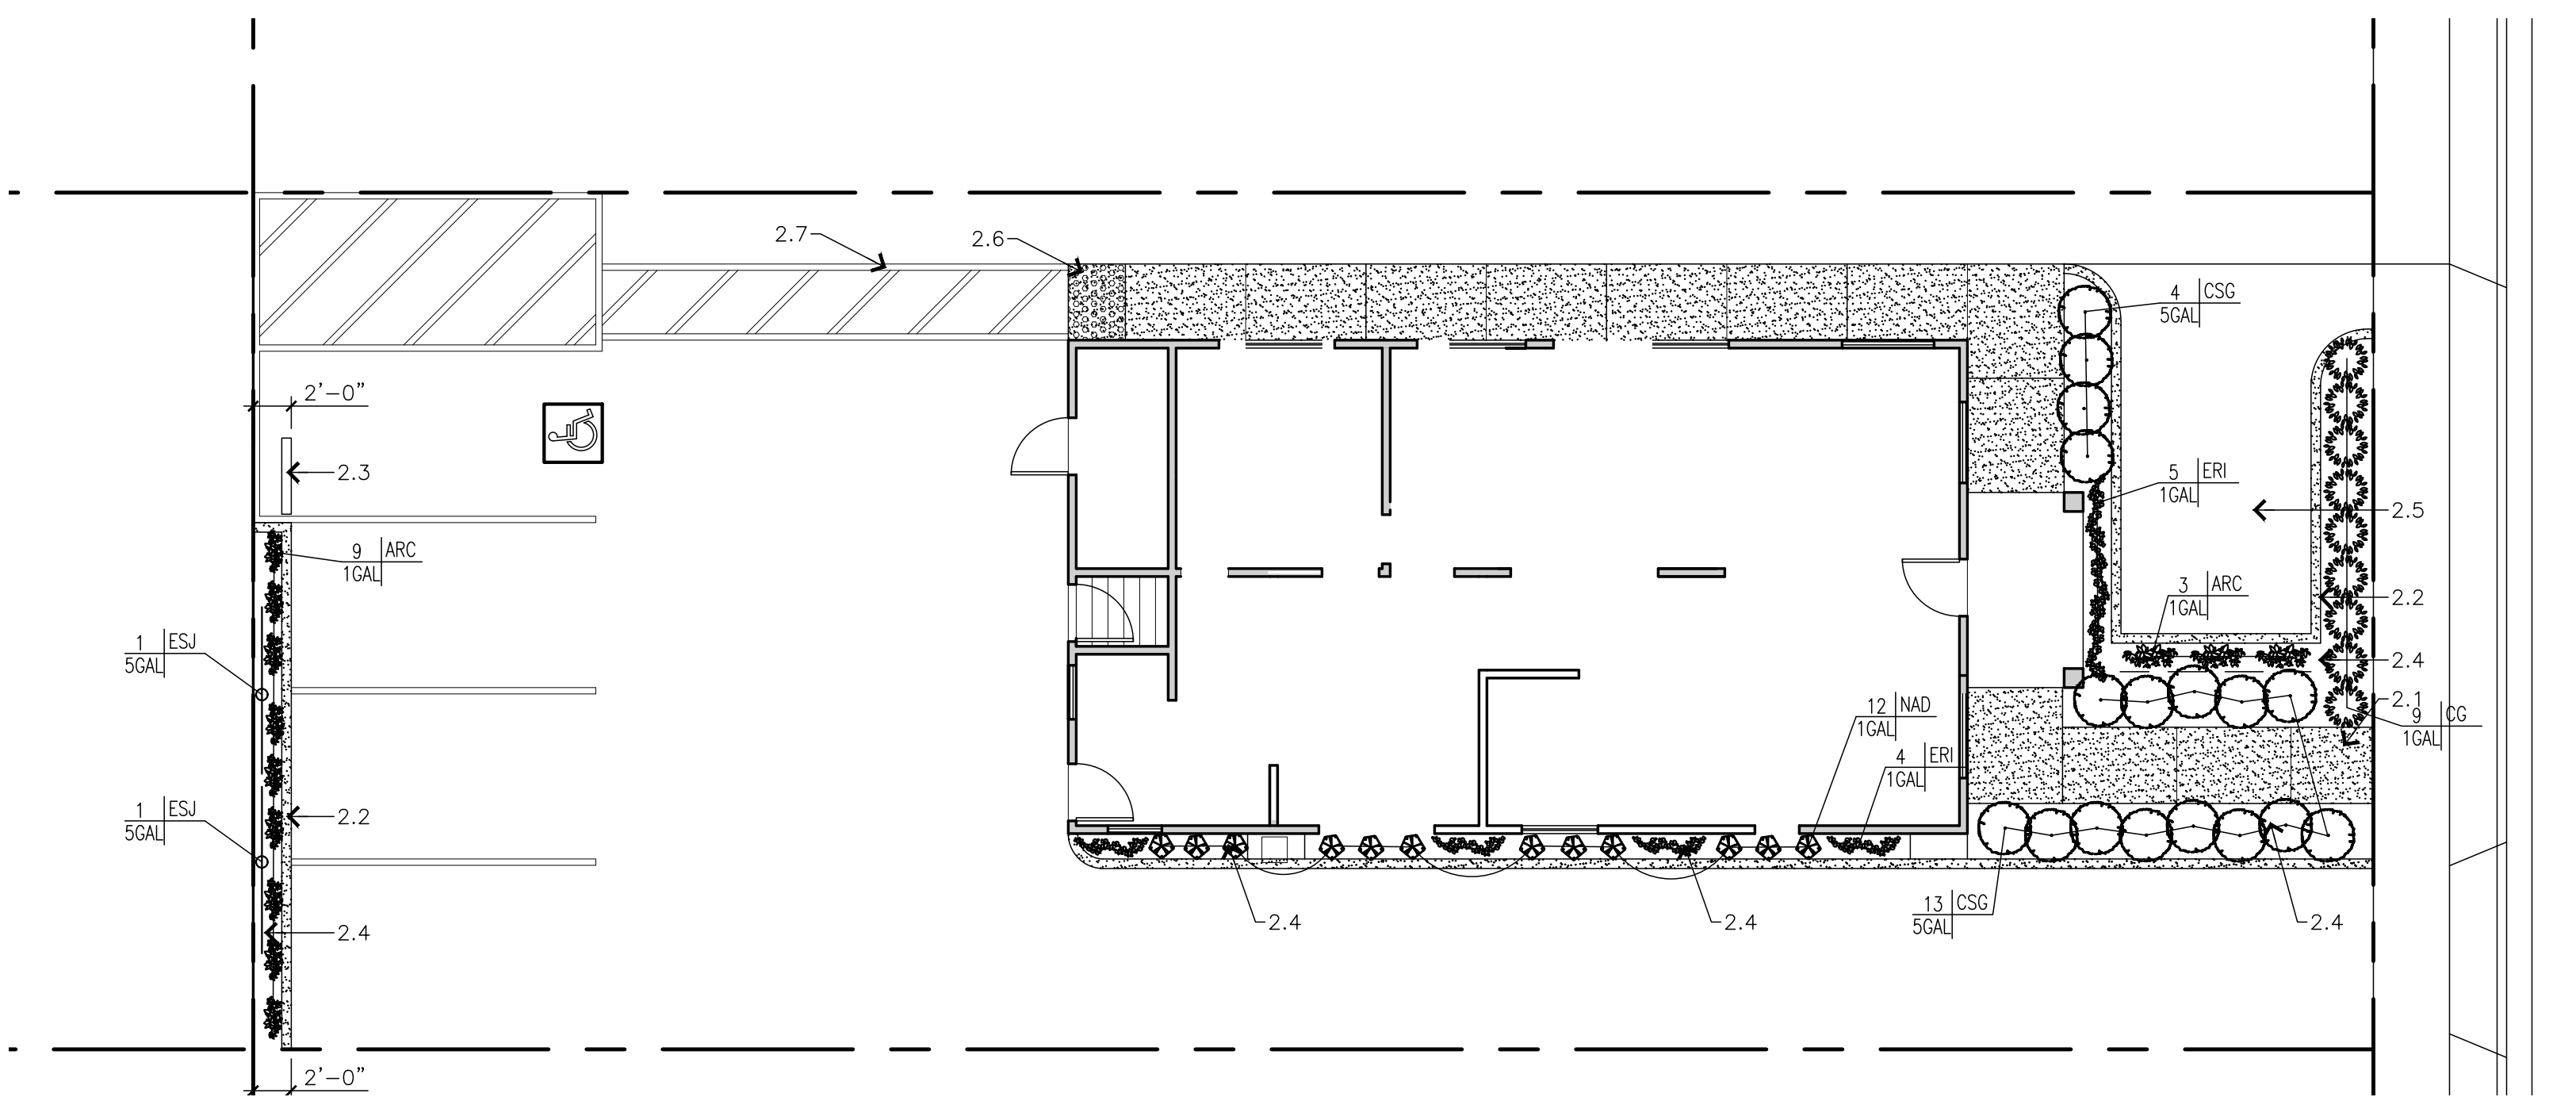 2.7
2.6
4 CSG
5GAL
2'-0"
2.3
5 ERI
1GAL
2.5
9 ARC
1GAL
3 ARC
1GAL
2.2
1 ESJ
5GAL
2.4
2.1
12 NAD
1GAL
9 CG
1GAL
4 ERI
1GAL
1 ESJ
5GAL
2.2
13 CSG
5GAL
2.4
2.4
2.4
2.4
2'-0"